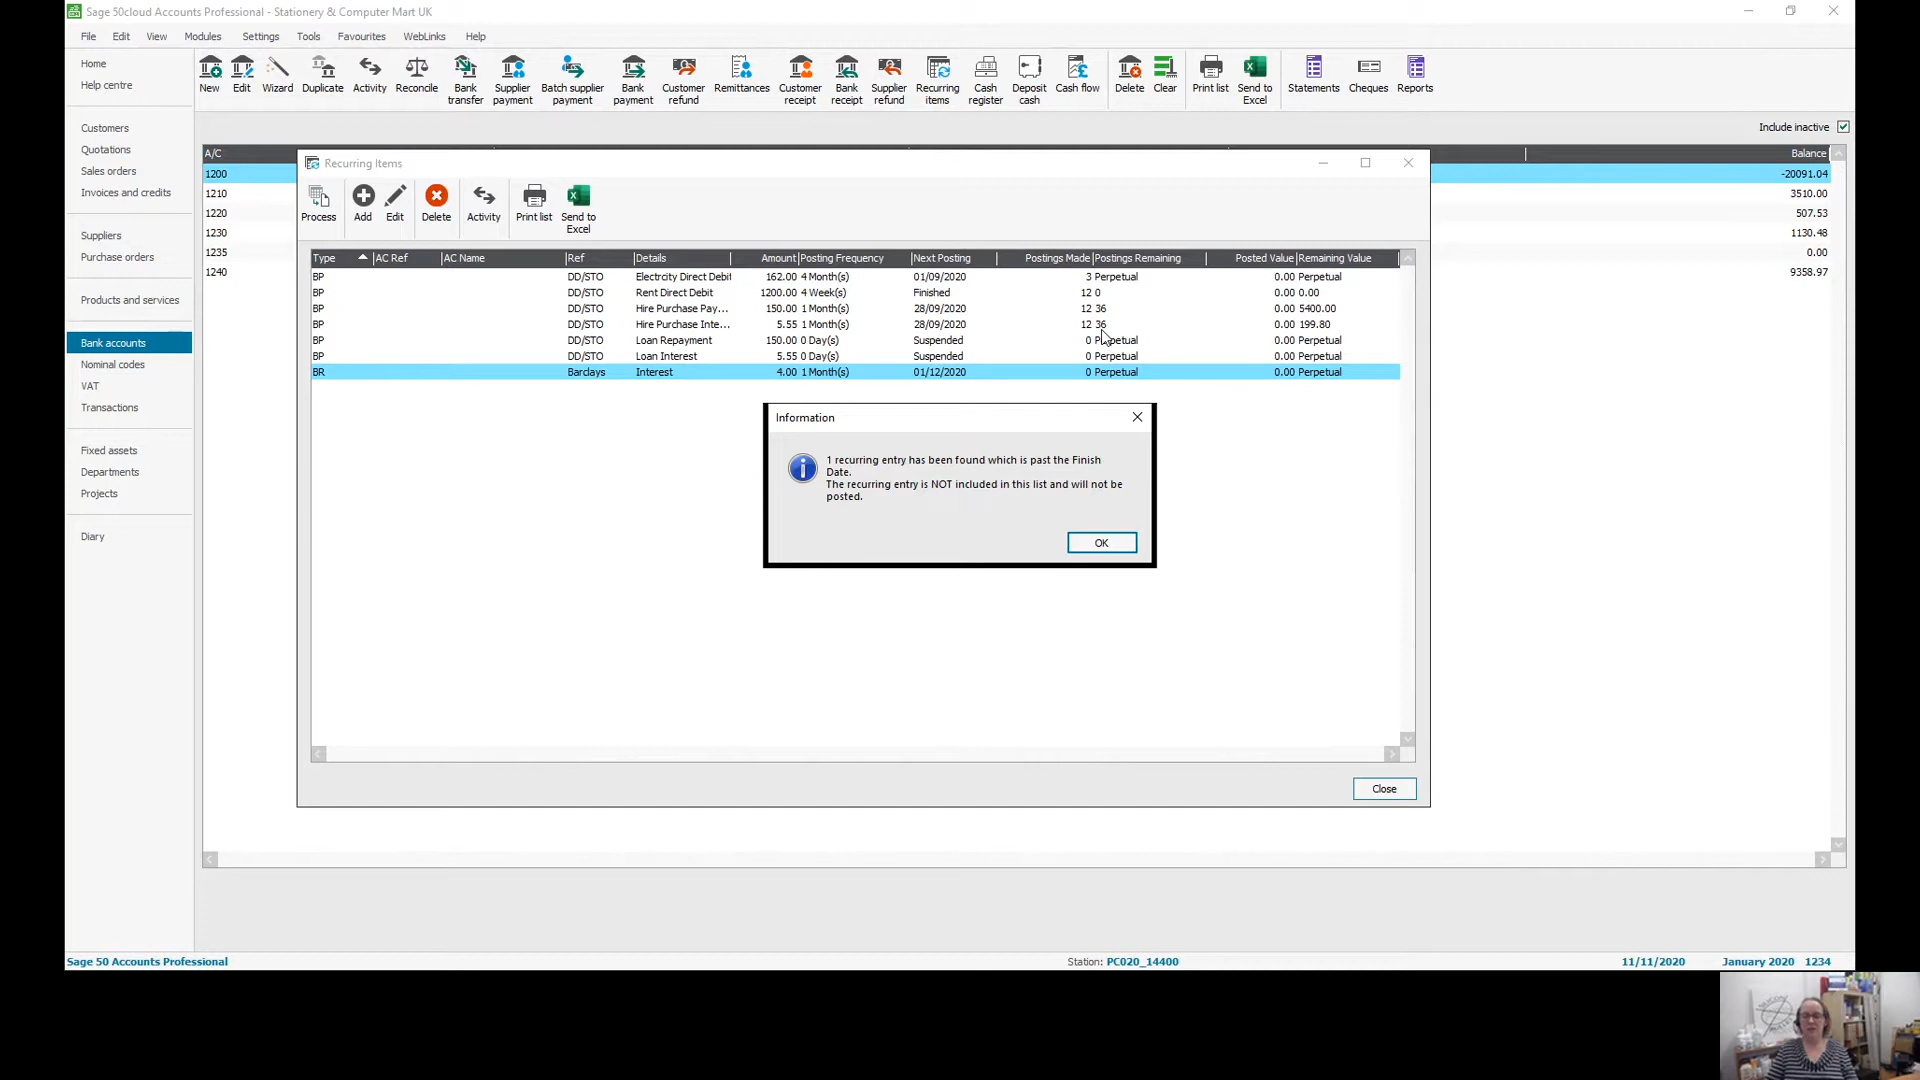 Sage 50cloud Accounts Professional - Stationery & Computer Mart UK
File Edit View Modules Settings Tools Favourites WebLinks Help
Home
Help centre
Customers
Quotations
Sales orders
Invoices and credits
Suppliers
Purchase orders
Products and services
Bank accounts
Nominal codes
VAT
Transactions
Fixed assets
Departments
Projects
Diary
New
Edit
Wizard
Duplicate
Activity
Reconcile
Bank transfer
Supplier payment
Batch supplier payment
Bank payment
Customer refund
Remittances
Customer receipt
Bank receipt
Supplier refund
Recurring items
Cash register
Deposit cash
Cash flow
Delete
Clear
Print list
Send to Excel
Statements
Cheques
Reports
Include inactive
A/C Balance
1200 -20091.04
1210 3510.00
1220 507.53
1230 1130.48
1235 0.00
1240 9358.97
Recurring Items
Process
Add
Edit
Delete
Activity
Print list
Send to Excel
Type AC Ref AC Name Ref Details Amount Posting Frequency Next Posting Postings Made Postings Remaining Posted Value Remaining Value
BP DD/STO Electrcity Direct Debit 162.00 4 Month(s) 01/09/2020 3 Perpetual 0.00 Perpetual
BP DD/STO Rent Direct Debit 1200.00 4 Week(s) Finished 12 0 0.00 0.00
BP DD/STO Hire Purchase Pay... 150.00 1 Month(s) 28/09/2020 12 36 0.00 5400.00
BP DD/STO Hire Purchase Inte... 5.55 1 Month(s) 28/09/2020 12 36 0.00 199.80
BP DD/STO Loan Repayment 150.00 0 Day(s) Suspended 0 Perpetual 0.00 Perpetual
BP DD/STO Loan Interest 5.55 0 Day(s) Suspended 0 Perpetual 0.00 Perpetual
BR Barclays Interest 4.00 1 Month(s) 01/12/2020 0 Perpetual 0.00 Perpetual
Information
1 recurring entry has been found which is past the Finish
Date.
The recurring entry is NOT included in this list and will not be
posted.
OK
Close
Sage 50 Accounts Professional Station: PC020_14400 11/11/2020 January 2020 1234